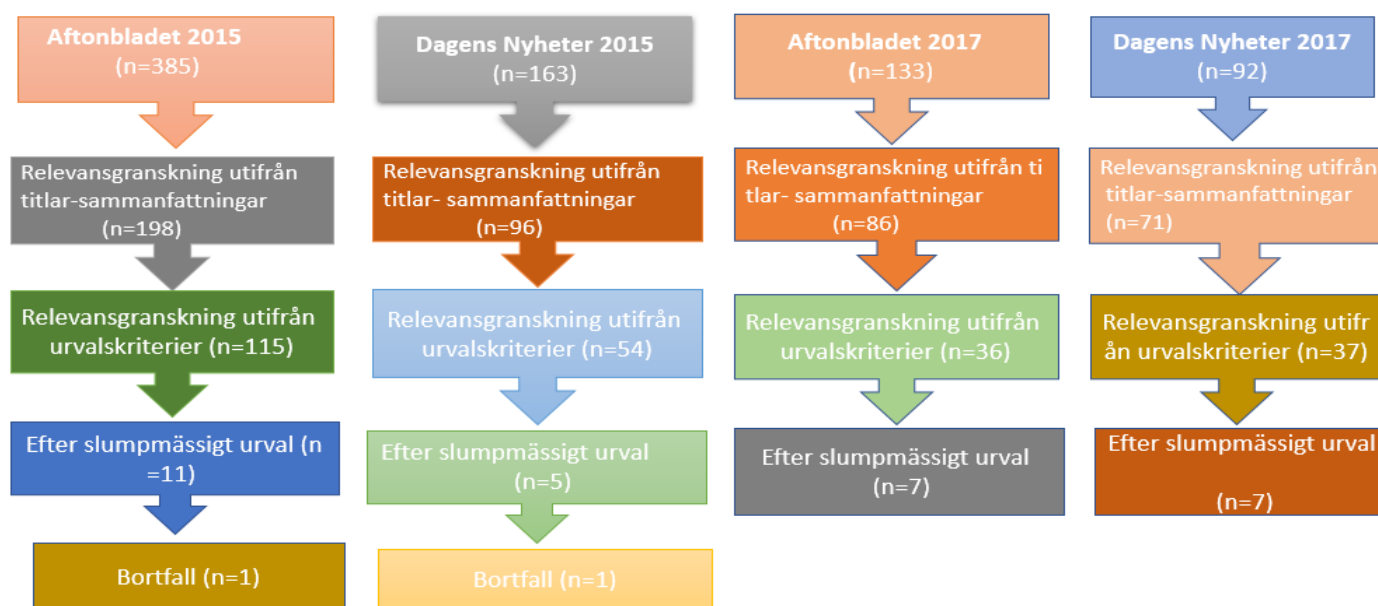 Aftonbladet 2015
(n=385)
Relevansgranskning utifrån
titlar-sammanfattningar
(n=198)
Relevansgranskning utifrån
urvalskriterier (n=115)
Efter slumpmässigt urval (n
=11)
Bortfall (n=1)
Dagens Nyheter 2015
(n=163)
Relevansgranskning utifrån
titlar- sammanfattningar
(n=96)
Relevansgranskning utifrån
urvalskriterier (n=54)
Efter slumpmässigt urval
(n=5)
Bortfall (n=1)
Aftonbladet 2017
(n=133)
Relevansgranskning utifrån ti
tlar- sammanfattningar
(n=86)
Relevansgranskning utifrån
urvalskriterier (n=36)
Efter slumpmässigt urval
(n=7)
Dagens Nyheter 2017
(n=92)
Relevansgranskning utifrån
titlar-sammanfattningar
(n=71)
Relevansgranskning utifr
ån urvalskriterier (n=37)
Efter slumpmässigt urval
(n=7)